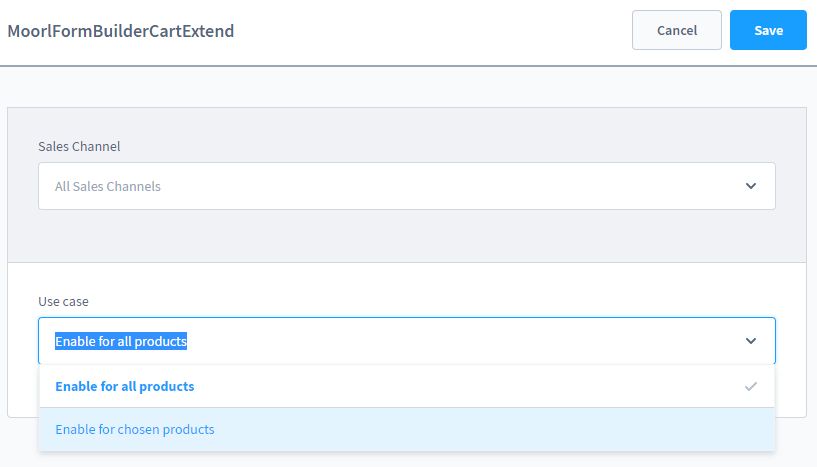 MoorlFormBuilderCartExtend
Cancel
Save
Sales Channel
All Sales Channels
Use case
Enable for all products
Enable for all products
Enable for chosen products